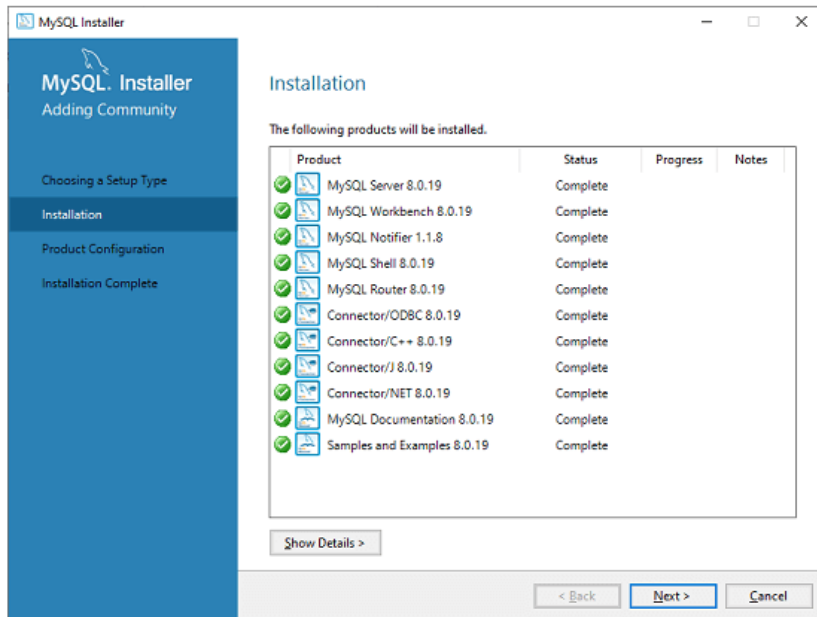 MySQL Installer
MySQL. Installer
Adding Community
Choosing a Setup Type
Installation
Product Configuration
Installation Complete
Installation
The following products will be installed.
Product Status Progress Notes
MySQL Server 8.0.19 Complete
MySQL Workbench 8.0.19 Complete
MySQL Notifier 1.1.8 Complete
MySQL Shell 8.0.19 Complete
MySQL Router 8.0.19 Complete
Connector/ODBC 8.0.19 Complete
Connector/C++ 8.0.19 Complete
Connector/J 8.0.19 Complete
Connector/NET 8.0.19 Complete
MySQL Documentation 8.0.19 Complete
Samples and Examples 8.0.19 Complete
Show Details >
< Back Next > Cancel